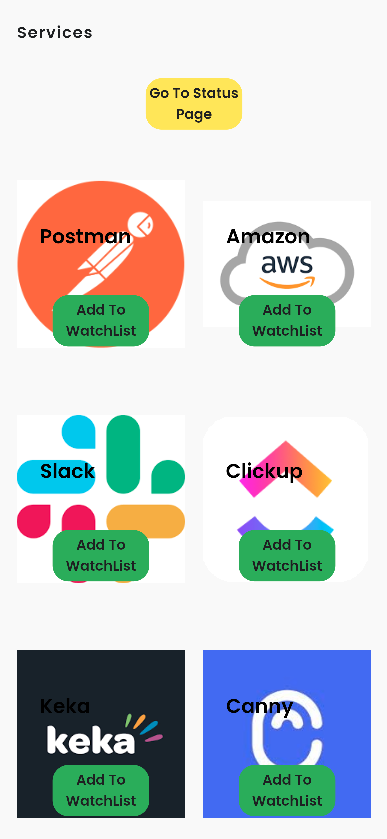 Services
Go To Status
Page
Postman
Add To
WatchList
Amazon
aws
Add To
WatchList
Slack
Add To
WatchList
Clickup
Add To
WatchList
Keka
keka
Add To
WatchList
Canny
Add To
WatchList